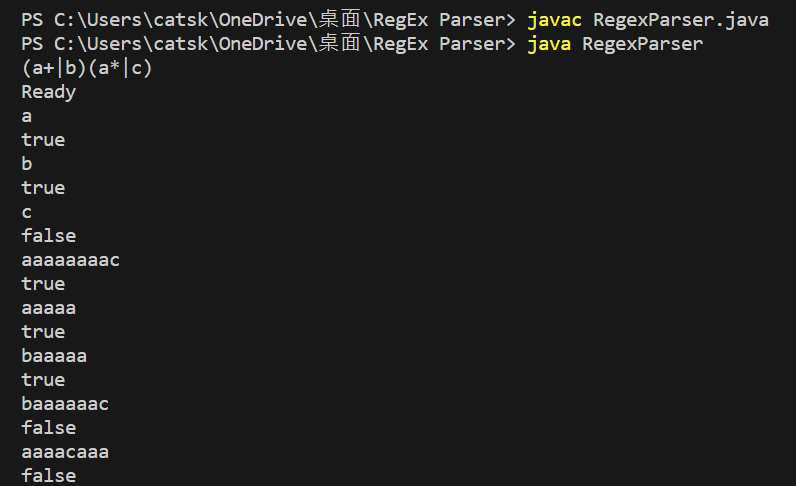 PS C:\Users\catsk\OneDrive\桌面\RegEx Parser> javac RegexParser.java
PS C:\Users\catsk\OneDrive\桌面\RegEx Parser> java RegexParser
(a+|b)(a*|c)
Ready
a
true
b
true
c
false
aaaaaaaac
true
aaaaa
true
baaaaa
true
baaaaaac
false
aaaacaaa
false